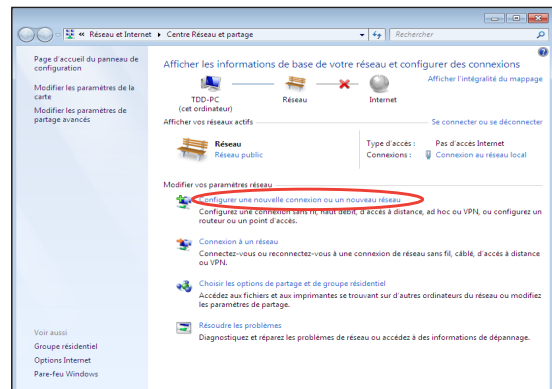 « Réseau et Internet ▸ Centre Réseau et partage
Rechercher
Page d'accueil du panneau de
configuration
Modifier les paramètres de la
carte
Modifier les paramètres de
partage avancés
Voir aussi
Groupe résidentiel
Options Internet
Pare-feu Windows
Afficher les informations de base de votre réseau et configurer des connexions
Afficher l'intégralité du mappage
TDD-PC
(cet ordinateur)
Réseau
Internet
Afficher vos réseaux actifs
Se connecter ou se déconnecter
Réseau
Réseau public
Type d'accès : Pas d'accès Internet
Connexions : Connexion au réseau local
Modifier vos paramètres réseau
Configurer une nouvelle connexion ou un nouveau réseau
Configurez une connexion sans fil, haut débit, d'accès à distance, ad hoc ou VPN, ou configurez un
routeur ou un point d'accès.
Connexion à un réseau
Connectez-vous ou reconnectez-vous à une connexion de réseau sans fil, câblé, d'accès à distance
ou VPN.
Choisir les options de partage et de groupe résidentiel
Accédez aux fichiers et aux imprimantes se trouvant sur d'autres ordinateurs du réseau ou modifiez
les paramètres de partage.
Résoudre les problèmes
Diagnostiquez et réparez les problèmes de réseau ou accédez à des informations de dépannage.